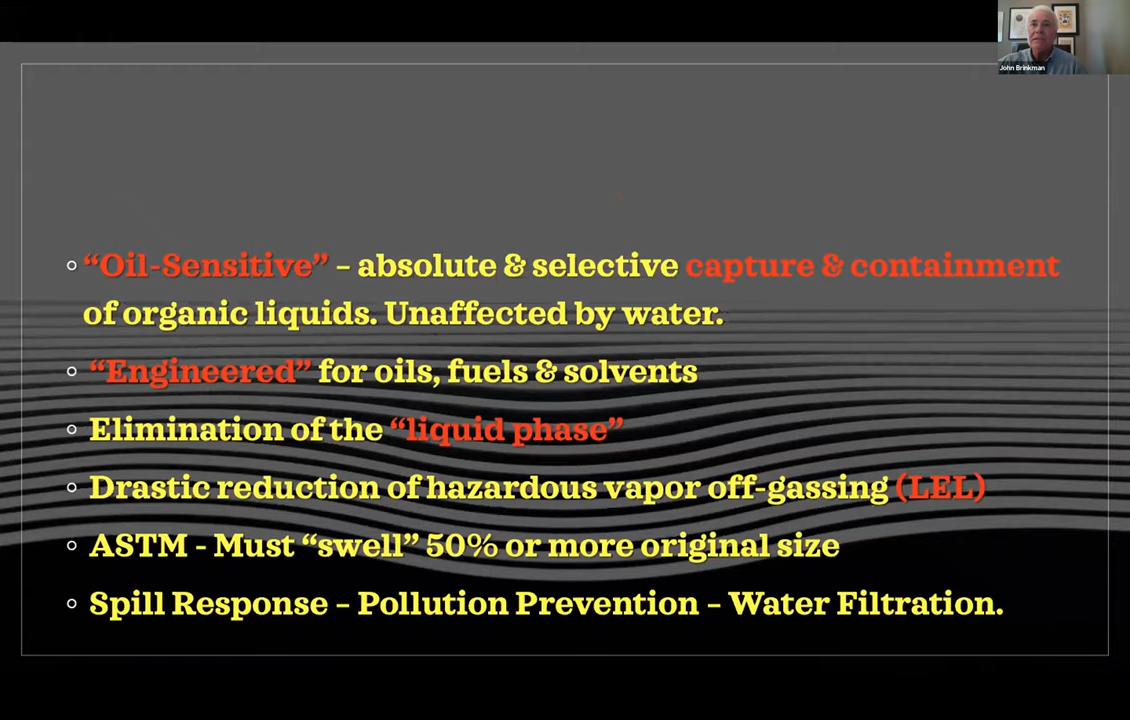 John Brinkman
“Oil-Sensitive” – absolute & selective capture & containment
of organic liquids. Unaffected by water.
“Engineered” for oils, fuels & solvents
Elimination of the “liquid phase”
Drastic reduction of hazardous vapor off-gassing (LEL)
ASTM - Must “swell” 50% or more original size
Spill Response – Pollution Prevention – Water Filtration.